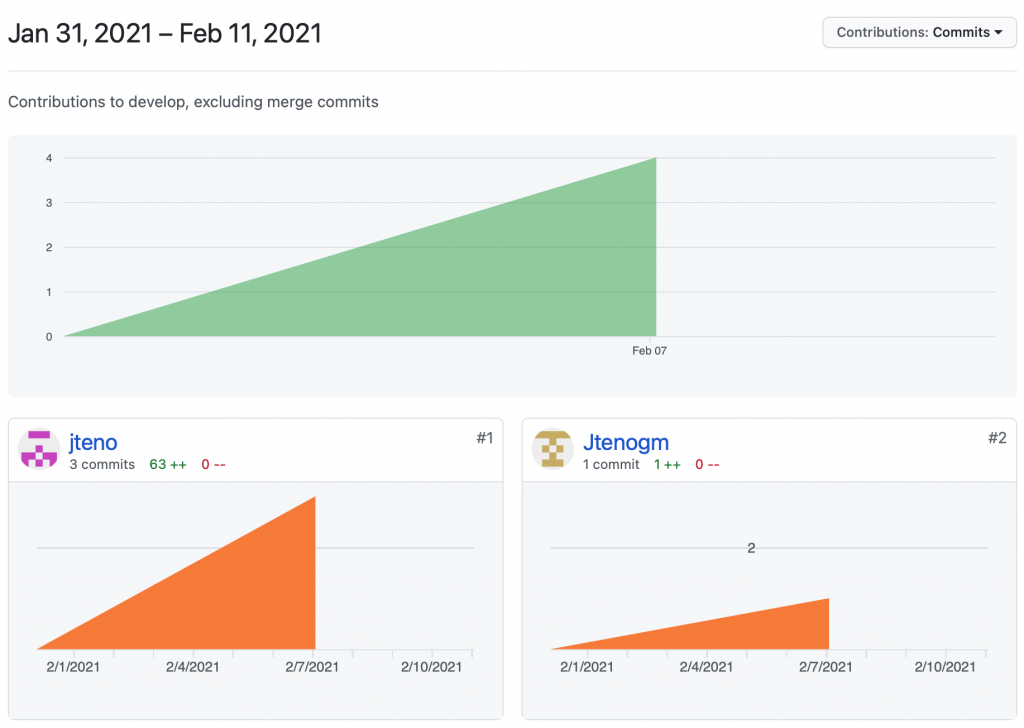 Jan 31, 2021 – Feb 11, 2021
Contributions: Commits
Contributions to develop, excluding merge commits
4
3
2
1
0
Feb 07
jteno
#1
3 commits 63 ++ 0 --
2/1/2021 2/4/2021 2/7/2021 2/10/2021
Jtenogm
#2
1 commit 1 ++ 0 --
2
2/1/2021 2/4/2021 2/7/2021 2/10/2021